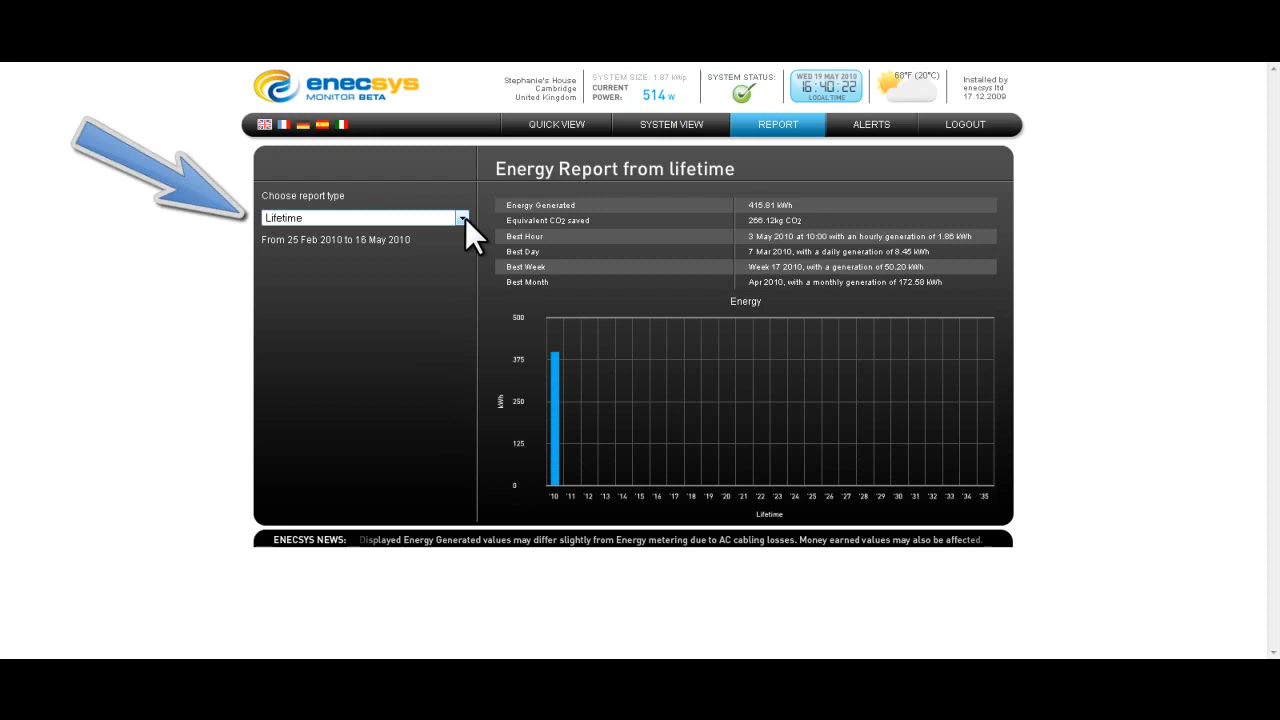 enecsys
MONITOR BETA
Stephanie's House
Cambridge
United Kingdom
SYSTEM SIZE: 1.87 kWp
CURRENT
POWER: 514 W
SYSTEM STATUS:
WED 19 MAY 2010
16:40:22
LOCAL TIME
68°F (20°C)
Installed by
enecsys ltd
17.12.2009
QUICK VIEW
SYSTEM VIEW
REPORT
ALERTS
LOGOUT
Choose report type
Lifetime
From 25 Feb 2010 to 16 May 2010
Energy Report from lifetime
Energy Generated 415.81 kWh
Equivalent CO2 saved 266.12kg CO2
Best Hour 3 May 2010 at 10:00 with an hourly generation of 1.86 kWh
Best Day 7 Mar 2010, with a daily generation of 8.45 kWh
Best Week Week 17 2010, with a generation of 50.20 kWh
Best Month Apr 2010, with a monthly generation of 172.58 kWh
Energy
500
375
250
125
0
kWh
'10 '11 '12 '13 '14 '15 '16 '17 '18 '19 '20 '21 '22 '23 '24 '25 '26 '27 '28 '29 '30 '31 '32 '33 '34 '35
Lifetime
ENECSYS NEWS: Displayed Energy Generated values may differ slightly from Energy metering due to AC cabling losses. Money earned values may also be affected.